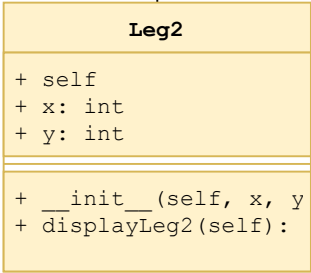 Leg2
+ self
+ x: int
+ y: int
+ __init__(self, x, y
+ displayLeg2(self):